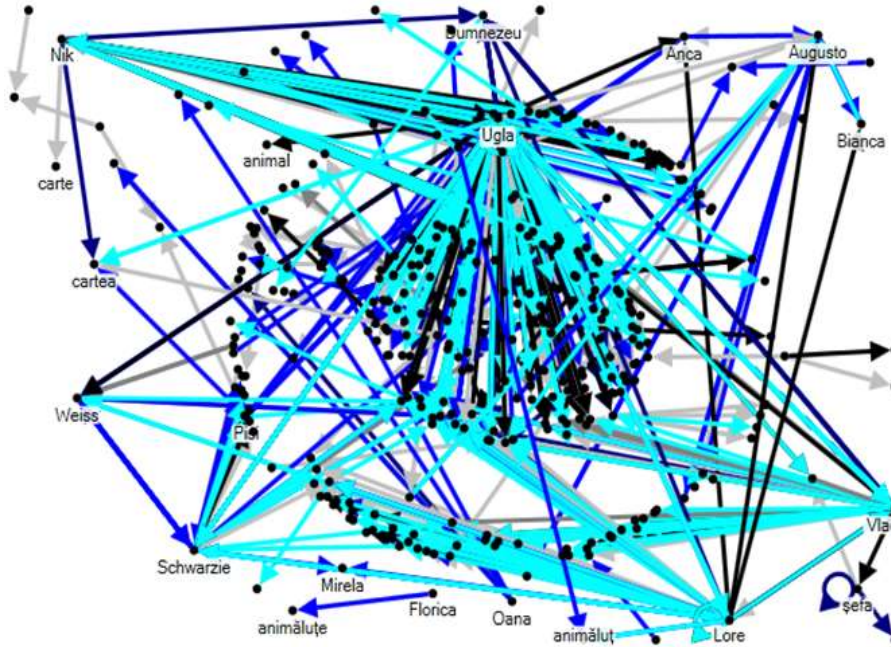 Nik
Dumnezeu
Anca
Augusto
Ugla
Bianca
animal
carte
cartea
Weiss
Pisi
Vlad
Schwarzie
Mirela
Florica
Oana
animăluțe
animăluț
Lore
șefa